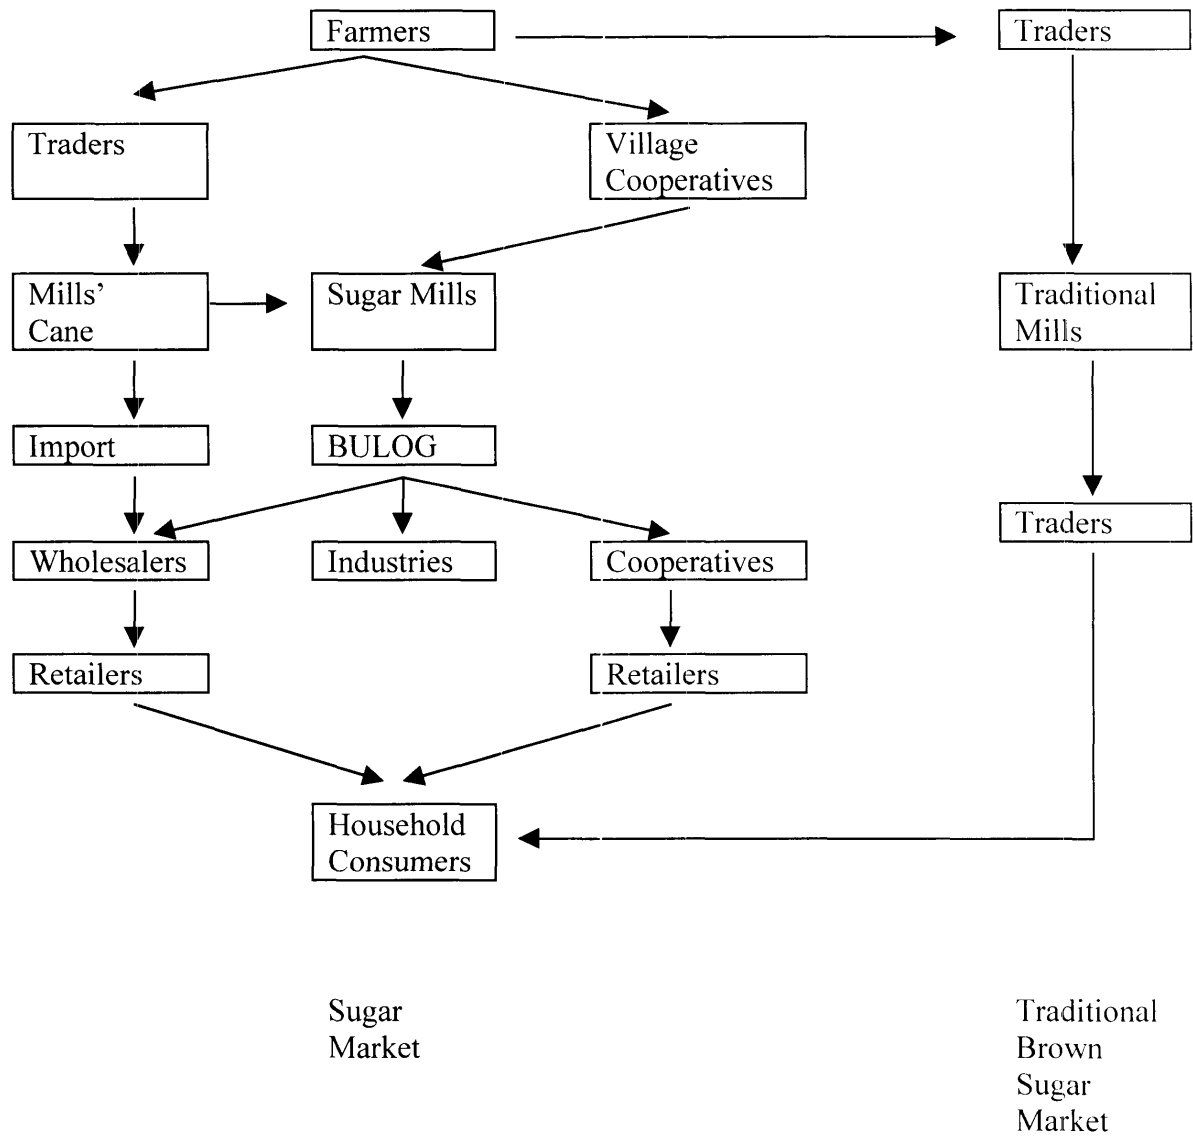 Farmers
Traders
Traders
Village
Cooperatives
Mills’
Cane
Sugar Mills
Traditional
Mills
Import
BULOG
Traders
Wholesalers
Industries
Cooperatives
Retailers
Retailers
Household
Consumers
Sugar
Market
Traditional
Brown
Sugar
Market